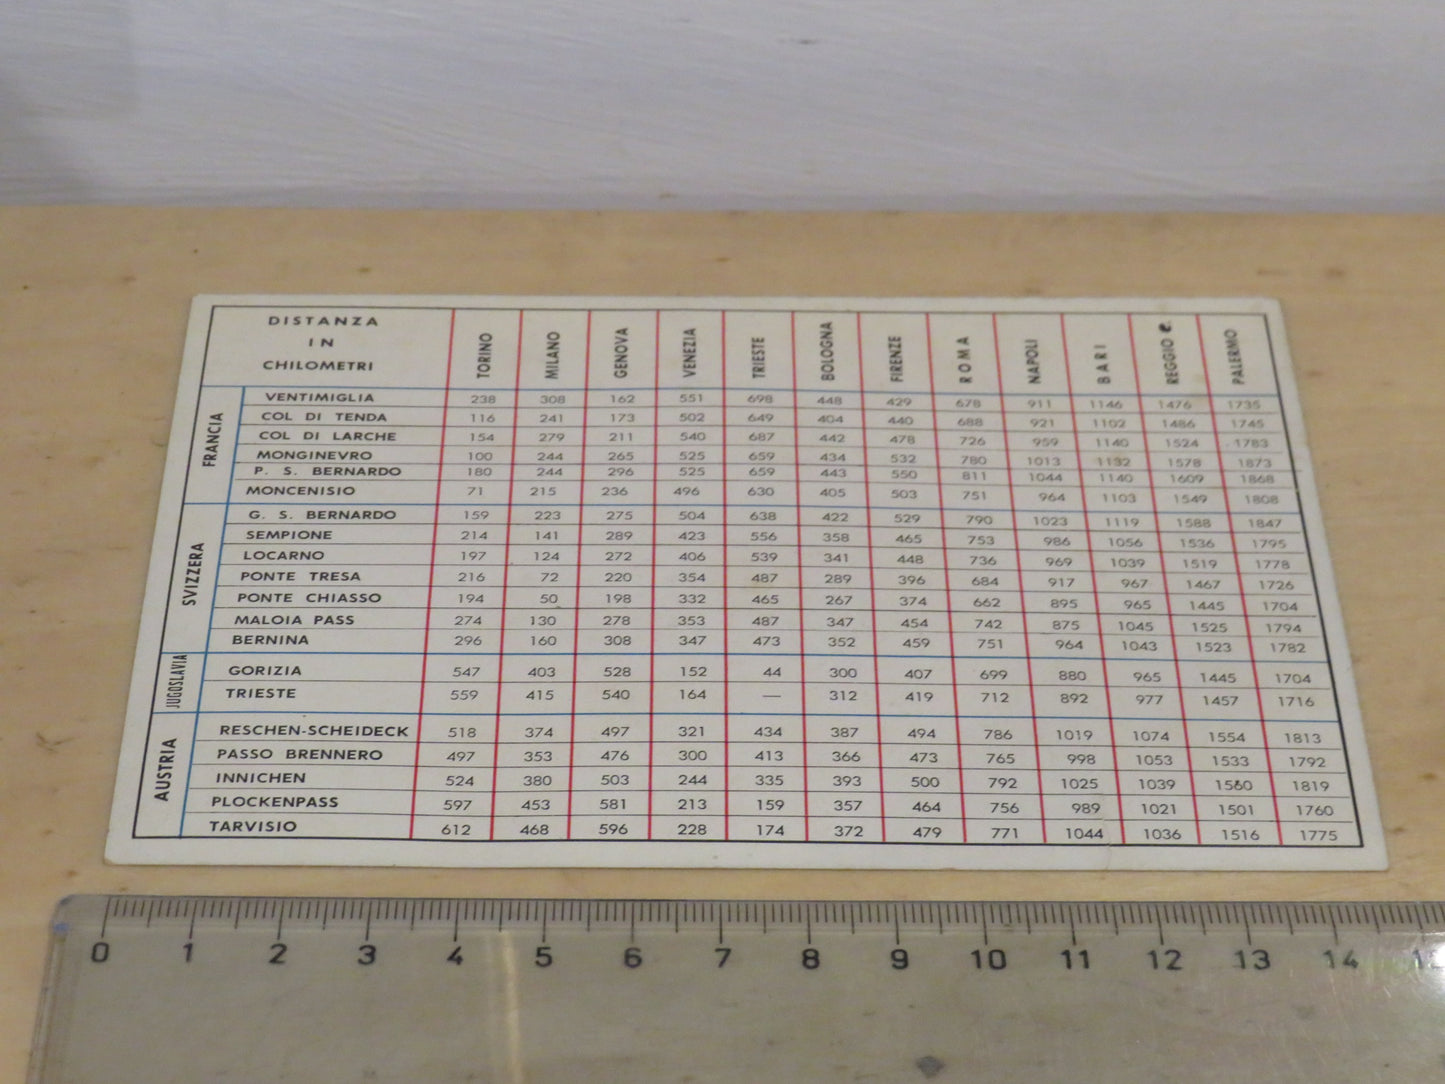 DISTANZA
IN
CHILOMETRI
TORINO MILANO GENOVA VENEZIA TRIESTE BOLOGNA FIRENZE ROMA NAPOLI BARI REGGIO e. PALERMO
FRANCIA
VENTIMIGLIA 238 308 162 551 698 448 429 678 911 1146 1476 1735
COL DI TENDA 116 241 173 502 649 404 440 688 921 1102 1486 1745
COL DI LARCHE 154 279 211 540 687 442 478 726 959 1140 1524 1783
MONGINEVRO 100 244 265 525 659 434 532 780 1013 1132 1578 1873
P. S. BERNARDO 180 244 296 525 659 443 550 811 1044 1140 1609 1868
MONCENISIO 71 215 236 496 630 405 503 751 964 1103 1549 1808
SVIZZERA
G. S. BERNARDO 159 223 275 504 638 422 529 790 1023 1119 1588 1847
SEMPIONE 214 141 289 423 556 358 465 753 986 1056 1536 1795
LOCARNO 197 124 272 406 539 341 448 736 969 1039 1519 1778
PONTE TRESA 216 72 220 354 487 289 396 684 917 967 1467 1726
PONTE CHIASSO 194 50 198 332 465 267 374 662 895 965 1445 1704
MALOIA PASS 274 130 278 353 487 347 454 742 875 1045 1525 1794
BERNINA 296 160 308 347 473 352 459 751 964 1043 1523 1782
JUGOSLAVIA
GORIZIA 547 403 528 152 44 300 407 699 880 965 1445 1704
TRIESTE 559 415 540 164 — 312 419 712 892 977 1457 1716
AUSTRIA
RESCHEN-SCHEIDECK 518 374 497 321 434 387 494 786 1019 1074 1554 1813
PASSO BRENNERO 497 353 476 300 413 366 473 765 998 1053 1533 1792
INNICHEN 524 380 503 244 335 393 500 792 1025 1039 1560 1819
PLOCKENPASS 597 453 581 213 159 357 464 756 989 1021 1501 1760
TARVISIO 612 468 596 228 174 372 479 771 1044 1036 1516 1775
0 1 2 3 4 5 6 7 8 9 10 11 12 13 14